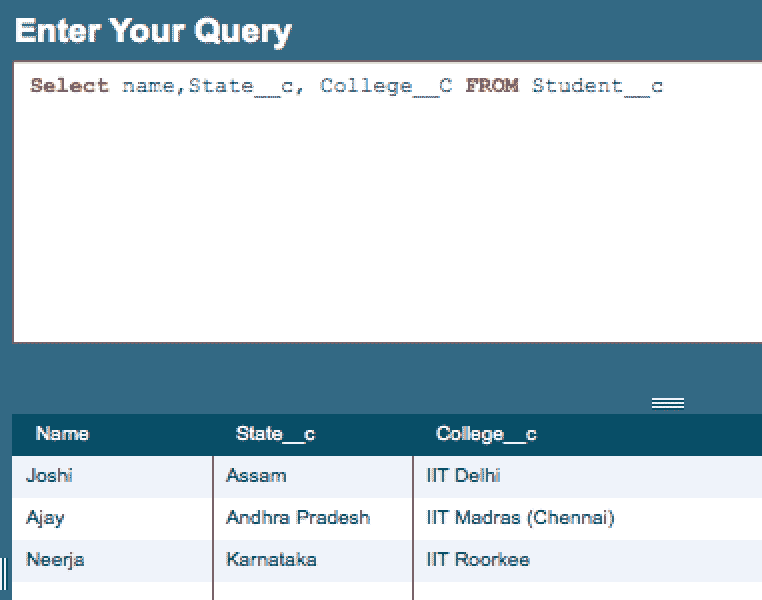 Enter Your Query
Select name,State__c, College__C FROM Student__c
Name State__c College__c
Joshi Assam IIT Delhi
Ajay Andhra Pradesh IIT Madras (Chennai)
Neerja Karnataka IIT Roorkee